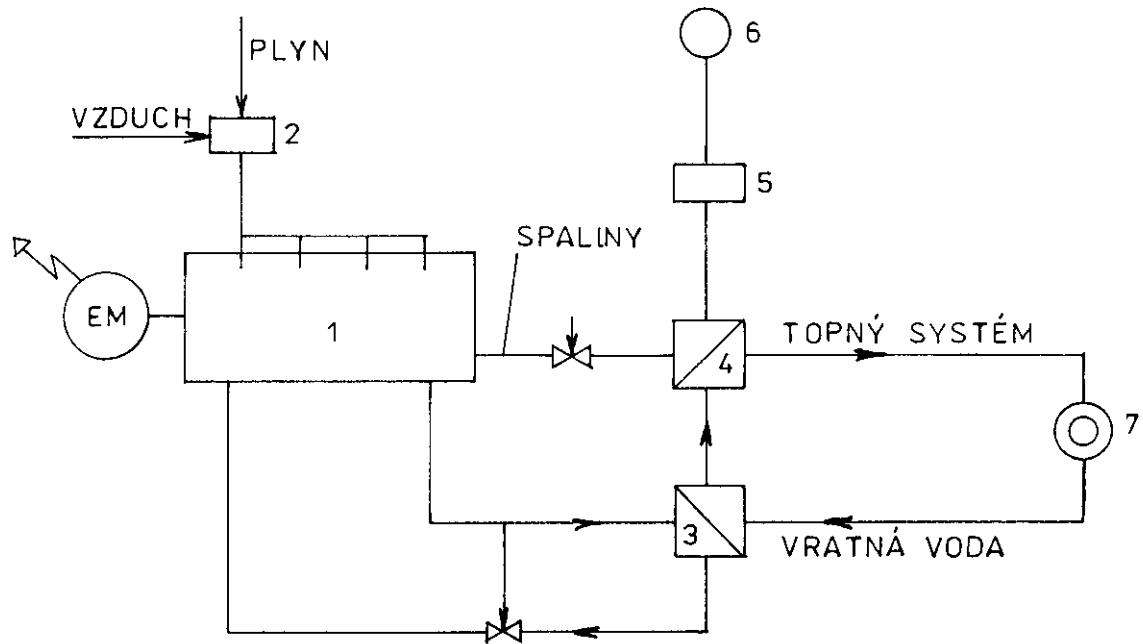 PLYN
6
VZDUCH
2
5
SPALINY
EM
1
TOPNÝ SYSTÉM
4
7
3
VRATNÁ VODA